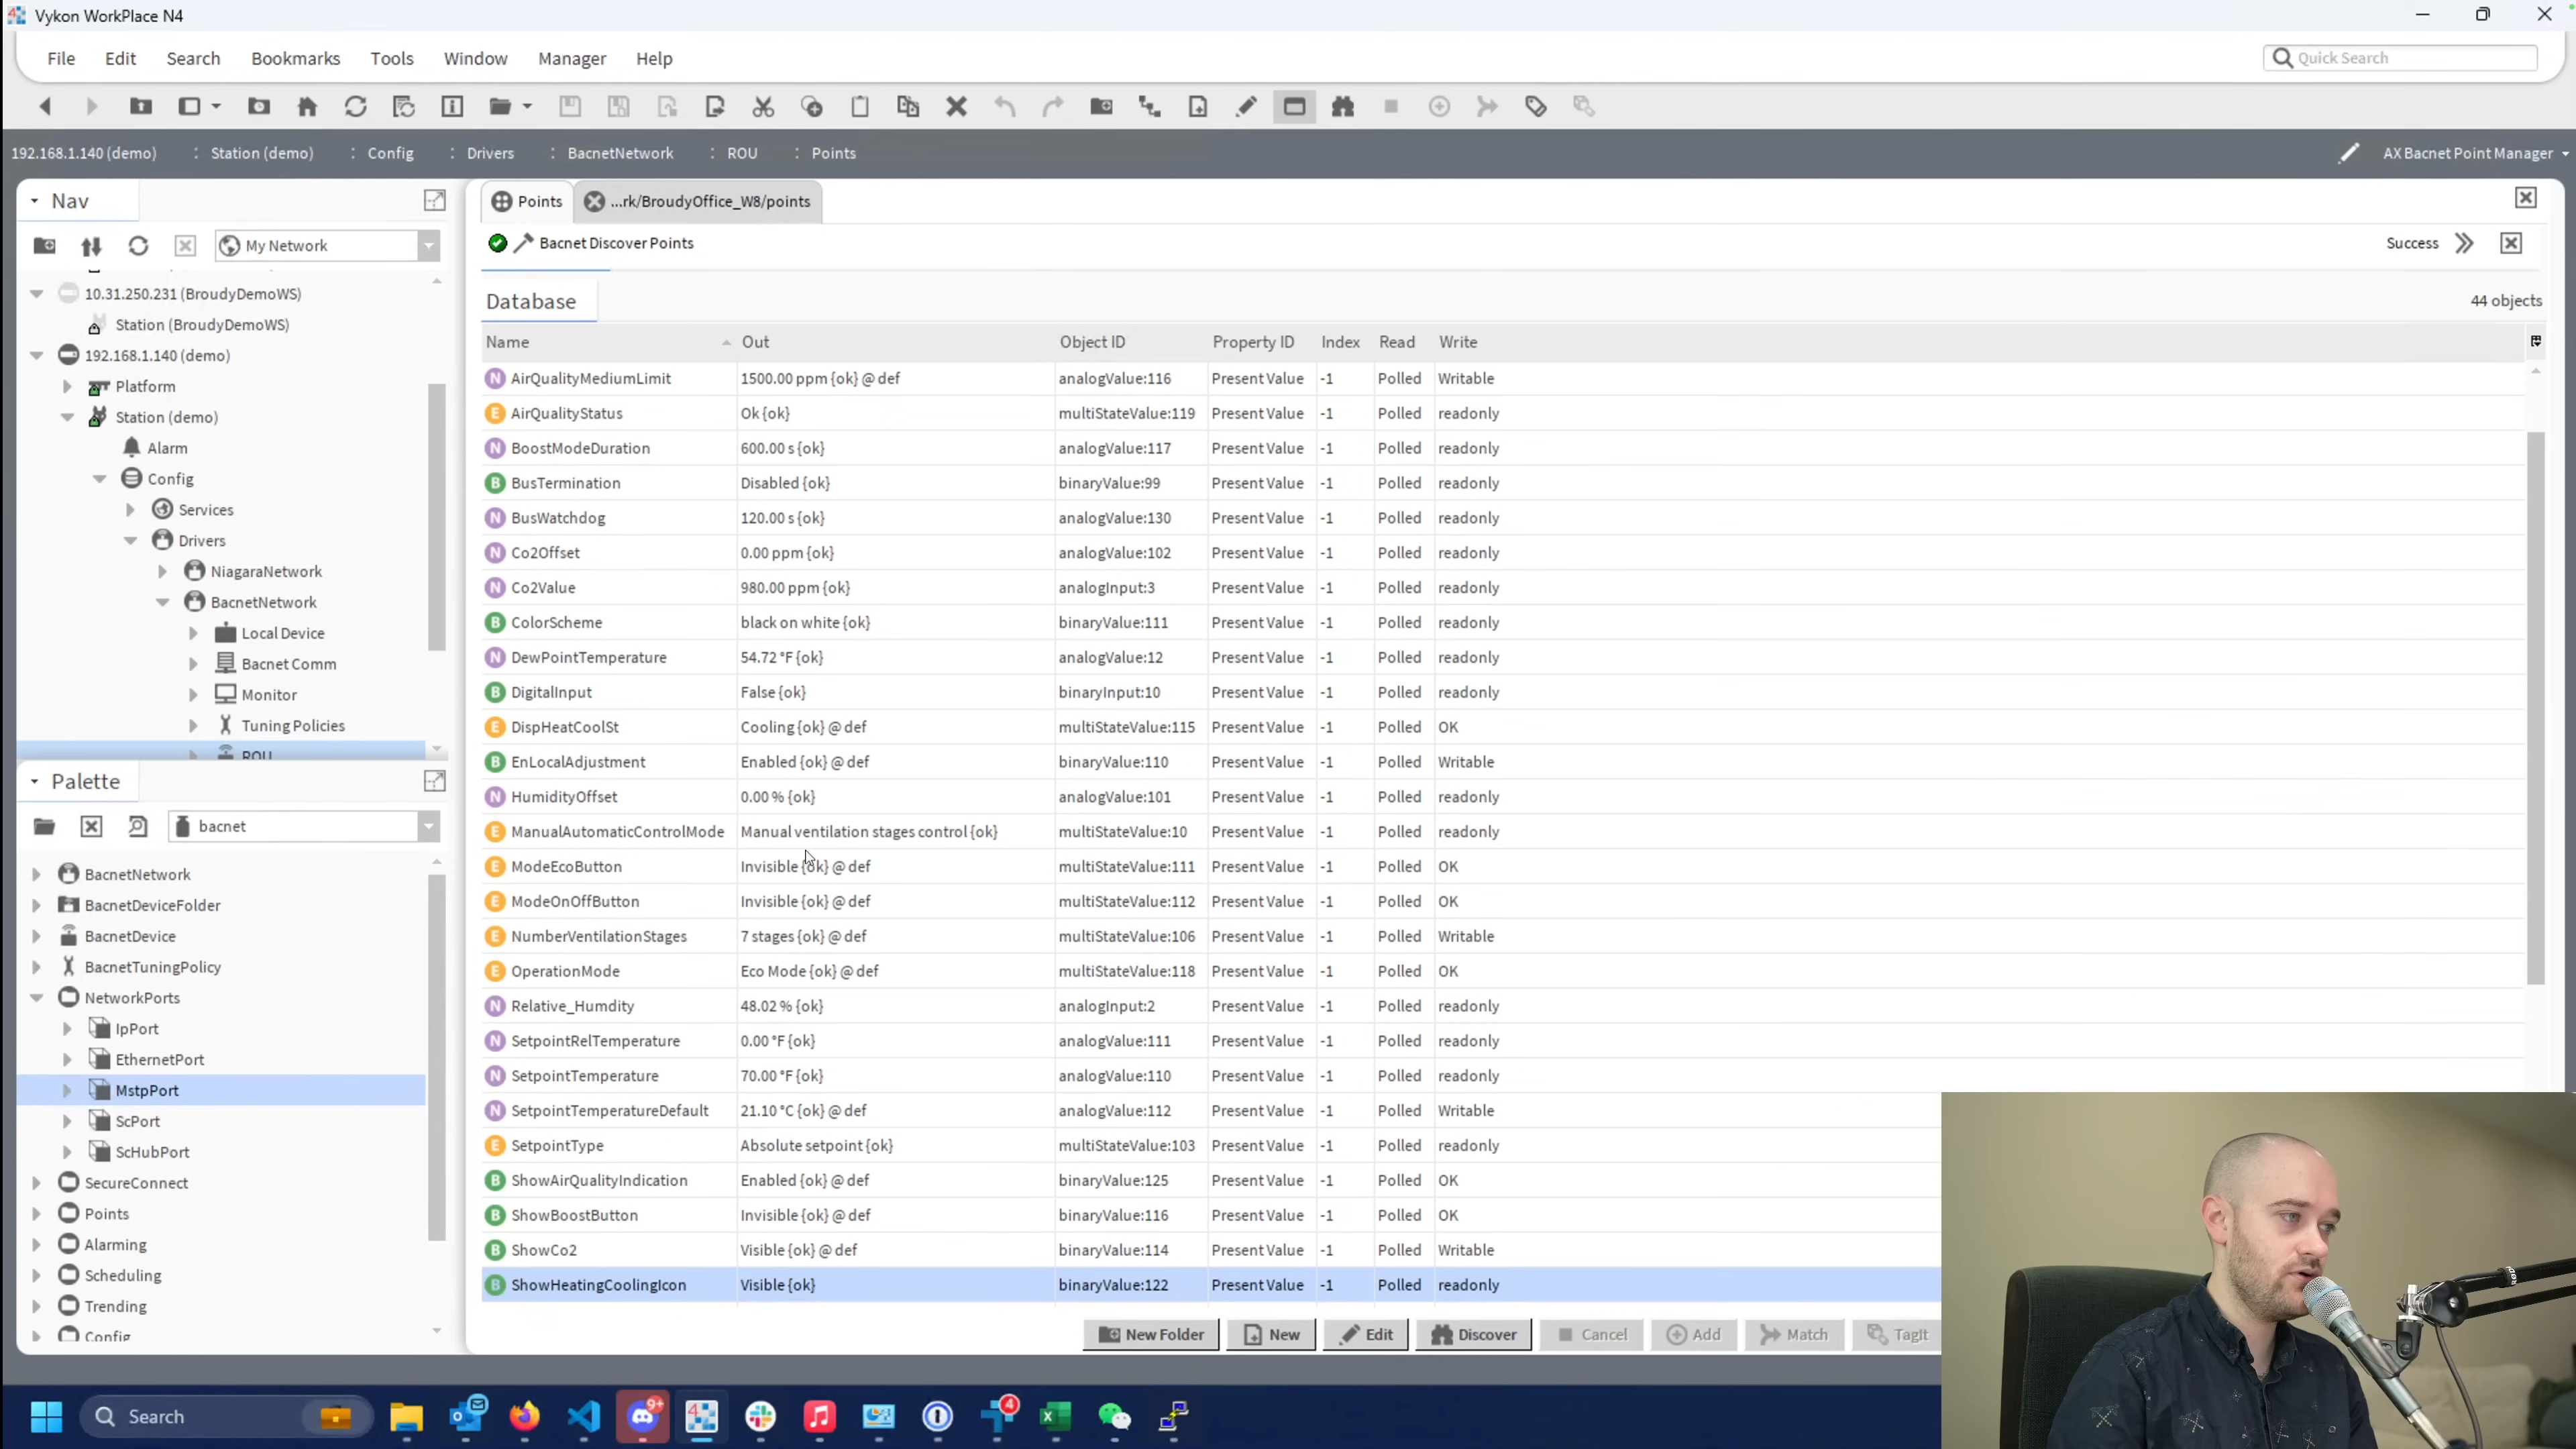 Vykon WorkPlace N4
File Edit Search Bookmarks Tools Window Manager Help
Quick Search
192.168.1.140 (demo) : Station (demo) : Config : Drivers : BacnetNetwork : ROU : Points
AX Bacnet Point Manager
Nav
My Network
10.31.250.231 (BroudyDemoWS)
Station (BroudyDemoWS)
192.168.1.140 (demo)
Platform
Station (demo)
Alarm
Config
Services
Drivers
NiagaraNetwork
BacnetNetwork
Local Device
Bacnet Comm
Monitor
Tuning Policies
ROU
Palette
bacnet
BacnetNetwork
BacnetDeviceFolder
BacnetDevice
BacnetTuningPolicy
NetworkPorts
IpPort
EthernetPort
MstpPort
ScPort
ScHubPort
SecureConnect
Points
Alarming
Scheduling
Trending
Config
Points
...rk/BroudyOffice_W8/points
Bacnet Discover Points
Success
Database
44 objects
Name Out Object ID Property ID Index Read Write
N AirQualityMediumLimit 1500.00 ppm {ok} @ def analogValue:116 Present Value -1 Polled Writable
E AirQualityStatus Ok {ok} multiStateValue:119 Present Value -1 Polled readonly
N BoostModeDuration 600.00 s {ok} analogValue:117 Present Value -1 Polled readonly
B BusTermination Disabled {ok} binaryValue:99 Present Value -1 Polled readonly
N BusWatchdog 120.00 s {ok} analogValue:130 Present Value -1 Polled readonly
N Co2Offset 0.00 ppm {ok} analogValue:102 Present Value -1 Polled readonly
N Co2Value 980.00 ppm {ok} analogInput:3 Present Value -1 Polled readonly
B ColorScheme black on white {ok} binaryValue:111 Present Value -1 Polled readonly
N DewPointTemperature 54.72 °F {ok} analogValue:12 Present Value -1 Polled readonly
B DigitalInput False {ok} binaryInput:10 Present Value -1 Polled readonly
E DispHeatCoolSt Cooling {ok} @ def multiStateValue:115 Present Value -1 Polled OK
B EnLocalAdjustment Enabled {ok} @ def binaryValue:110 Present Value -1 Polled Writable
N HumidityOffset 0.00 % {ok} analogValue:101 Present Value -1 Polled readonly
E ManualAutomaticControlMode Manual ventilation stages control {ok} multiStateValue:10 Present Value -1 Polled readonly
E ModeEcoButton Invisible {ok} @ def multiStateValue:111 Present Value -1 Polled OK
E ModeOnOffButton Invisible {ok} @ def multiStateValue:112 Present Value -1 Polled OK
E NumberVentilationStages 7 stages {ok} @ def multiStateValue:106 Present Value -1 Polled Writable
E OperationMode Eco Mode {ok} @ def multiStateValue:118 Present Value -1 Polled OK
N Relative_Humdity 48.02 % {ok} analogInput:2 Present Value -1 Polled readonly
N SetpointRelTemperature 0.00 °F {ok} analogValue:111 Present Value -1 Polled readonly
N SetpointTemperature 70.00 °F {ok} analogValue:110 Present Value -1 Polled readonly
N SetpointTemperatureDefault 21.10 °C {ok} @ def analogValue:112 Present Value -1 Polled Writable
E SetpointType Absolute setpoint {ok} multiStateValue:103 Present Value -1 Polled readonly
B ShowAirQualityIndication Enabled {ok} @ def binaryValue:125 Present Value -1 Polled OK
B ShowBoostButton Invisible {ok} @ def binaryValue:116 Present Value -1 Polled OK
B ShowCo2 Visible {ok} @ def binaryValue:114 Present Value -1 Polled Writable
B ShowHeatingCoolingIcon Visible {ok} binaryValue:122 Present Value -1 Polled readonly
New Folder New Edit Discover Cancel Add Match TagIt
Search
9+
4
4